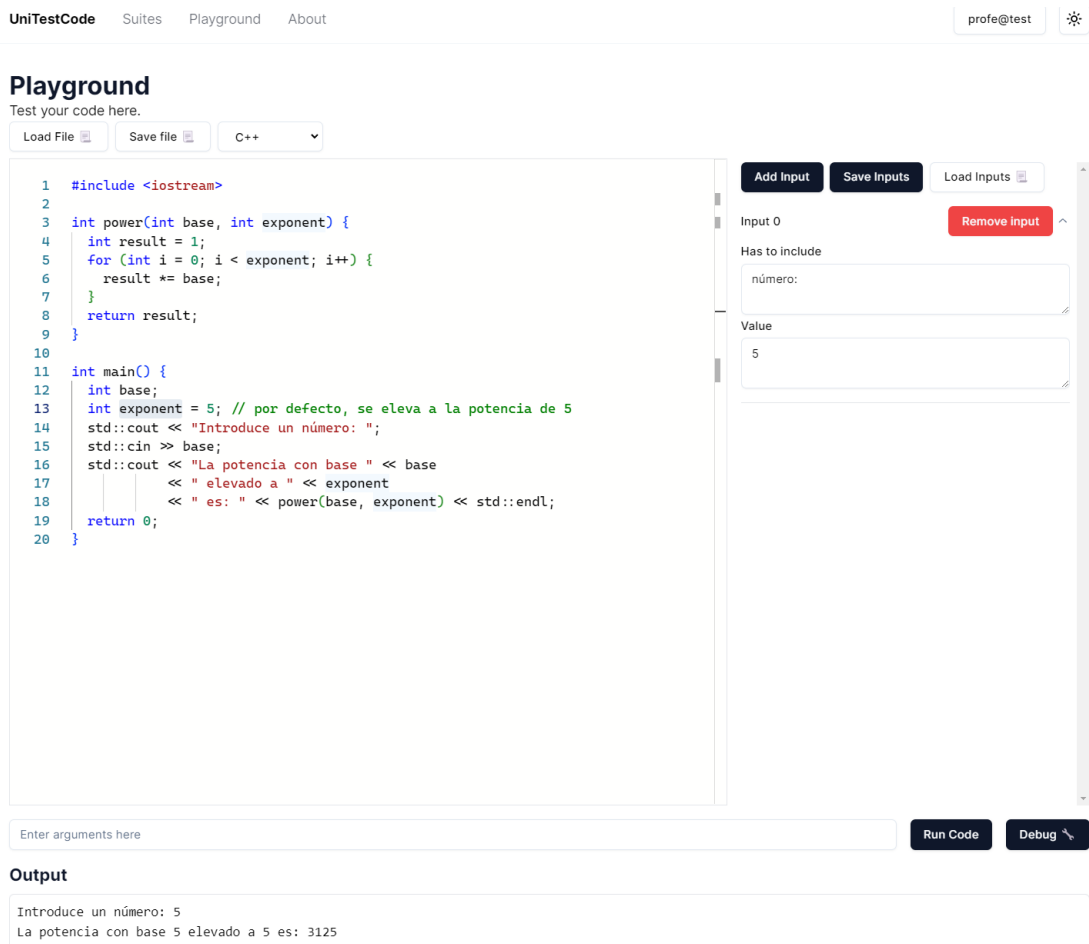 UniTestCode Suites Playground About profe@test
Playground
Test your code here.
Load File Save file C++
1 #include <iostream>
2
3 int power(int base, int exponent) {
4 int result = 1;
5 for (int i = 0; i < exponent; i++) {
6 result *= base;
7 }
8 return result;
9 }
10
11 int main() {
12 int base;
13 int exponent = 5; // por defecto, se eleva a la potencia de 5
14 std::cout << "Introduce un número: ";
15 std::cin >> base;
16 std::cout << "La potencia con base " << base
17 << " elevado a " << exponent
18 << " es: " << power(base, exponent) << std::endl;
19 return 0;
20 }
Add Input Save Inputs Load Inputs
Input 0 Remove input
Has to include
número:
Value
5
Enter arguments here Run Code Debug
Output
Introduce un número: 5
La potencia con base 5 elevado a 5 es: 3125